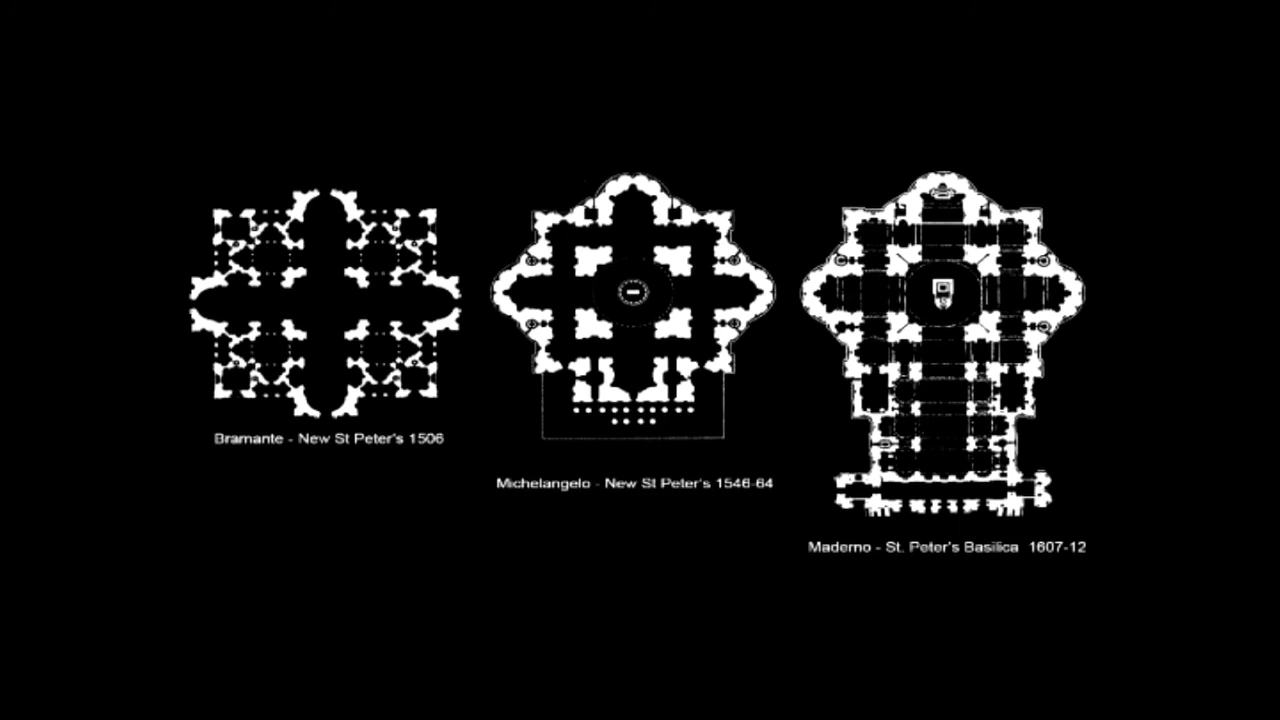 Bramante - New St Peter's 1506
Michelangelo - New St Peter's 1546-64
Maderno - St. Peter's Basilica 1607-12